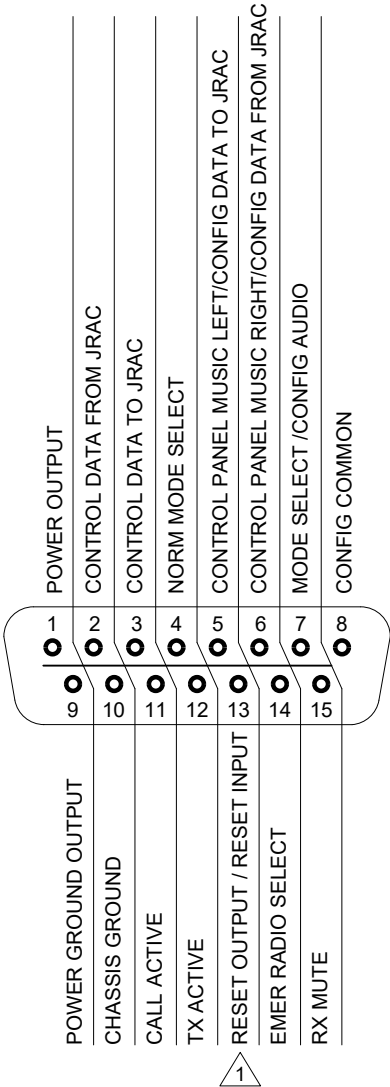 POWER OUTPUT
CONTROL DATA FROM JRAC
CONTROL DATA TO JRAC
NORM MODE SELECT
CONTROL PANEL MUSIC LEFT/CONFIG DATA TO JRAC
CONTROL PANEL MUSIC RIGHT/CONFIG DATA FROM JRAC
MODE SELECT /CONFIG AUDIO
CONFIG COMMON
1 2 3 4 5 6 7 8
9 10 11 12 13 14 15
POWER GROUND OUTPUT
CHASSIS GROUND
CALL ACTIVE
TX ACTIVE
RESET OUTPUT / RESET INPUT
EMER RADIO SELECT
RX MUTE
1